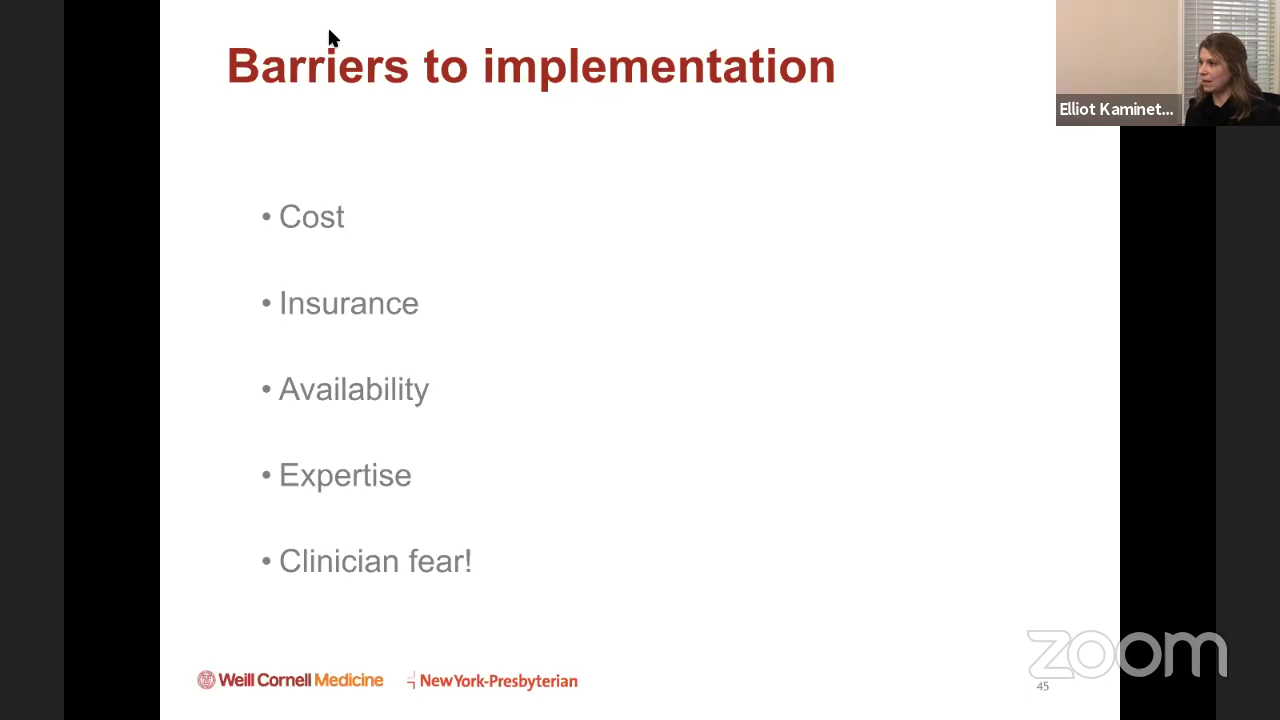 Barriers to implementation
Elliot Kaminet...
• Cost
• Insurance
• Availability
• Expertise
• Clinician fear!
Weill Cornell Medicine
NewYork-Presbyterian
zoom
45